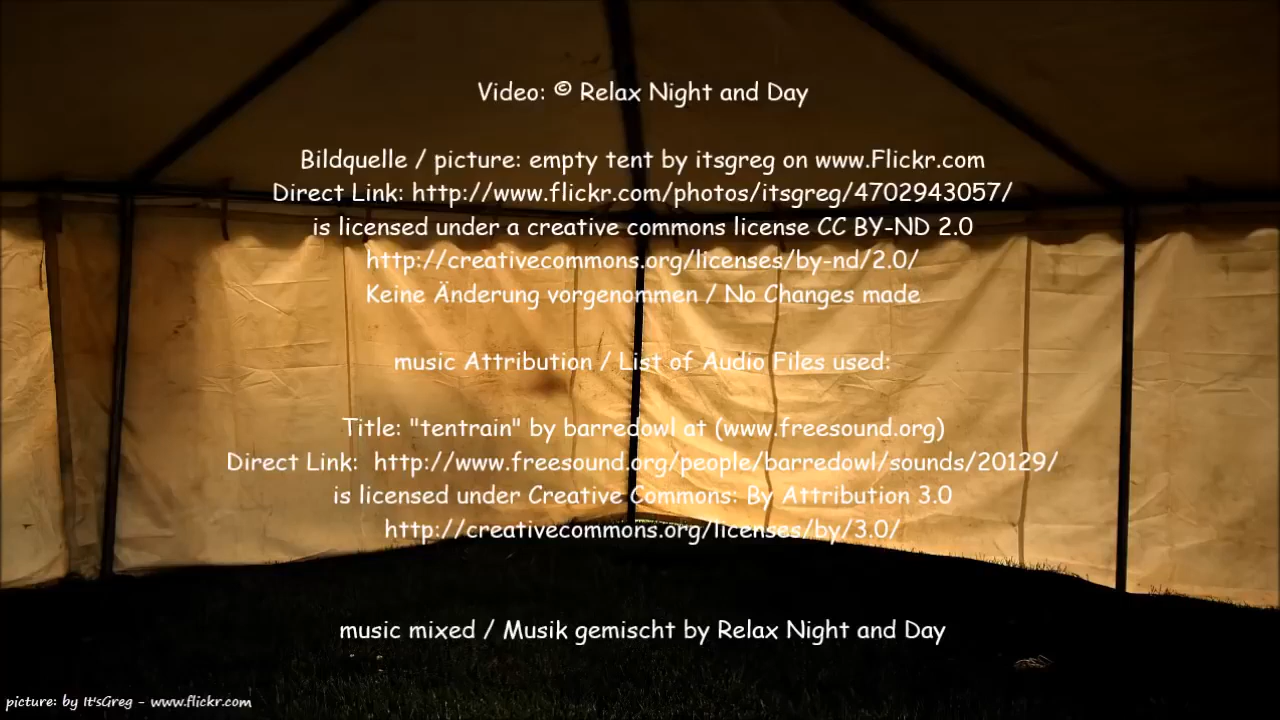 Video: © Relax Night and Day
Bildquelle / picture: empty tent by itsgreg on www.Flickr.com
Direct Link: http://www.flickr.com/photos/itsgreg/4702943057/
is licensed under a creative commons license CC BY-ND 2.0
http://creativecommons.org/licenses/by-nd/2.0/
Keine Änderung vorgenommen / No Changes made
music Attribution / List of Audio Files used:
Title: "tentrain" by barredowl at (www.freesound.org)
Direct Link:  http://www.freesound.org/people/barredowl/sounds/20129/
is licensed under Creative Commons: By Attribution 3.0
http://creativecommons.org/licenses/by/3.0/
music mixed / Musik gemischt by Relax Night and Day
picture: by It'sGreg - www.flickr.com